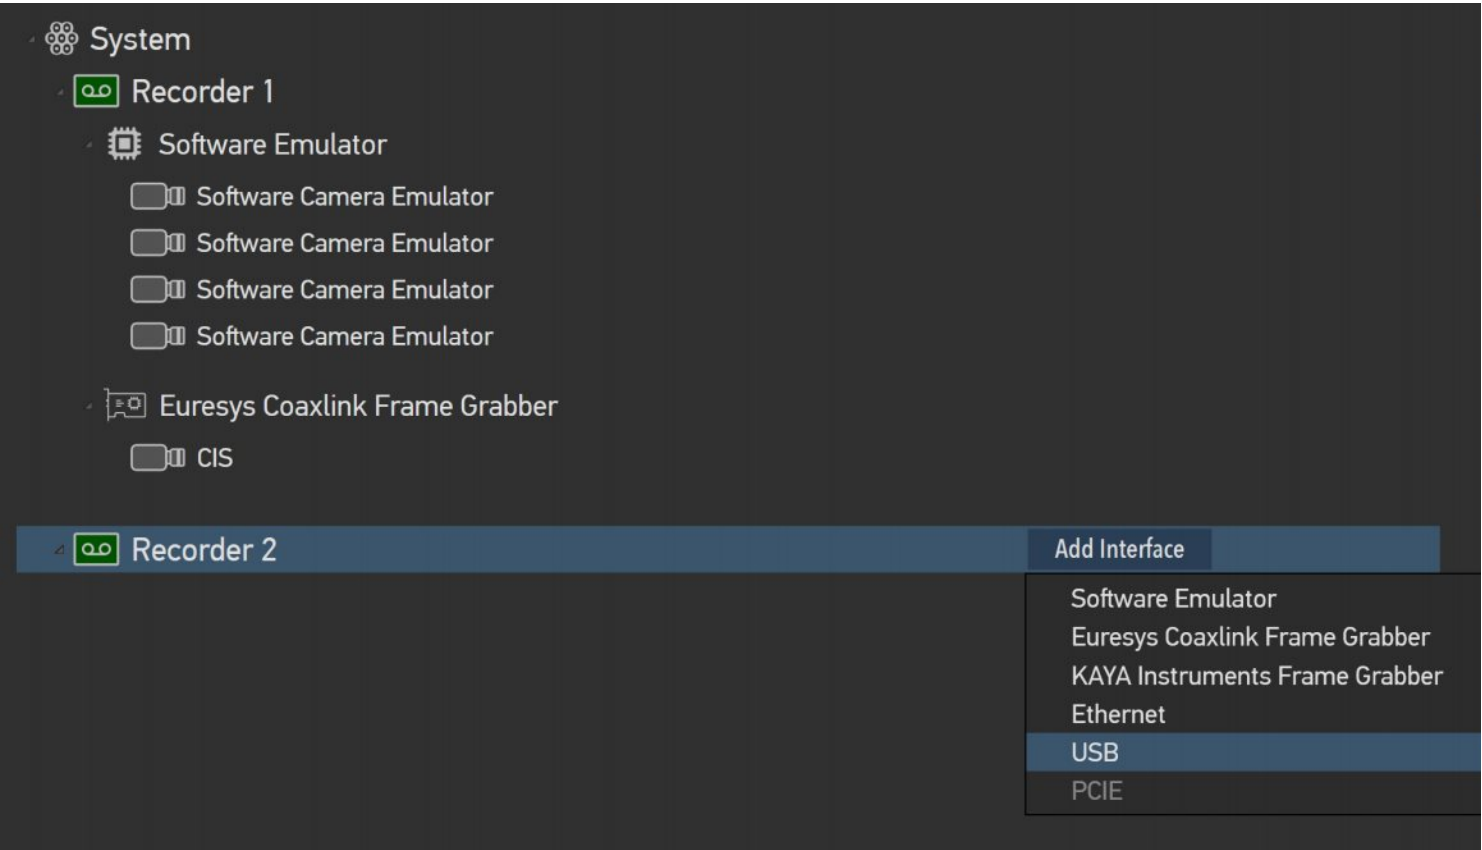 System
Recorder 1
Software Emulator
Software Camera Emulator
Software Camera Emulator
Software Camera Emulator
Software Camera Emulator
Euresys Coaxlink Frame Grabber
CIS
Recorder 2
Add Interface
Software Emulator
Euresys Coaxlink Frame Grabber
KAYA Instruments Frame Grabber
Ethernet
USB
PCIE